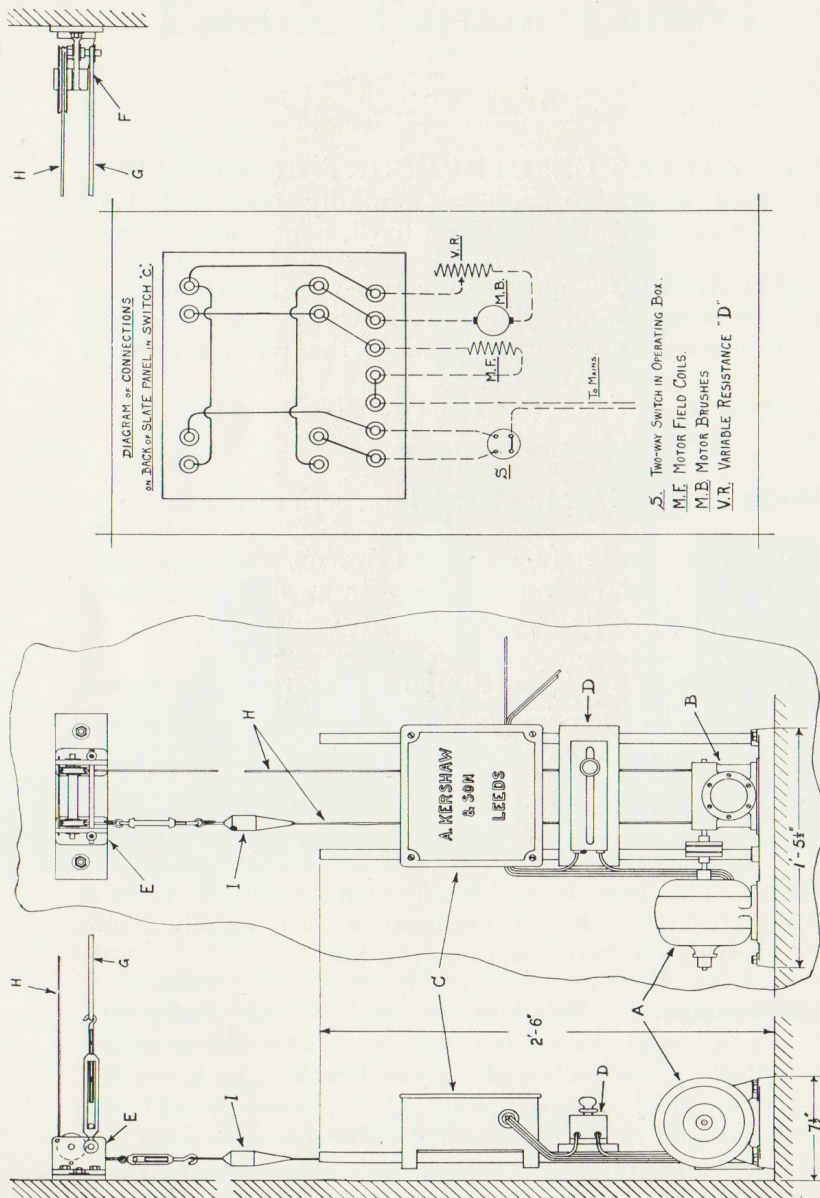 H
G
F
DIAGRAM OF CONNECTIONS
ON BACK OF SLATE PANEL IN SWITCH "C".
V.R.
M.B.
M.F.
S
TO MAINS
S. TWO-WAY SWITCH IN OPERATING BOX.
M.F. MOTOR FIELD COILS.
M.B. MOTOR BRUSHES
V.R. VARIABLE RESISTANCE "D"
H
G
E
I
C
2'-6"
D
A
7½"
E
I
H
A. KERSHAW
& SON
LEEDS
D
B
1'-5½"